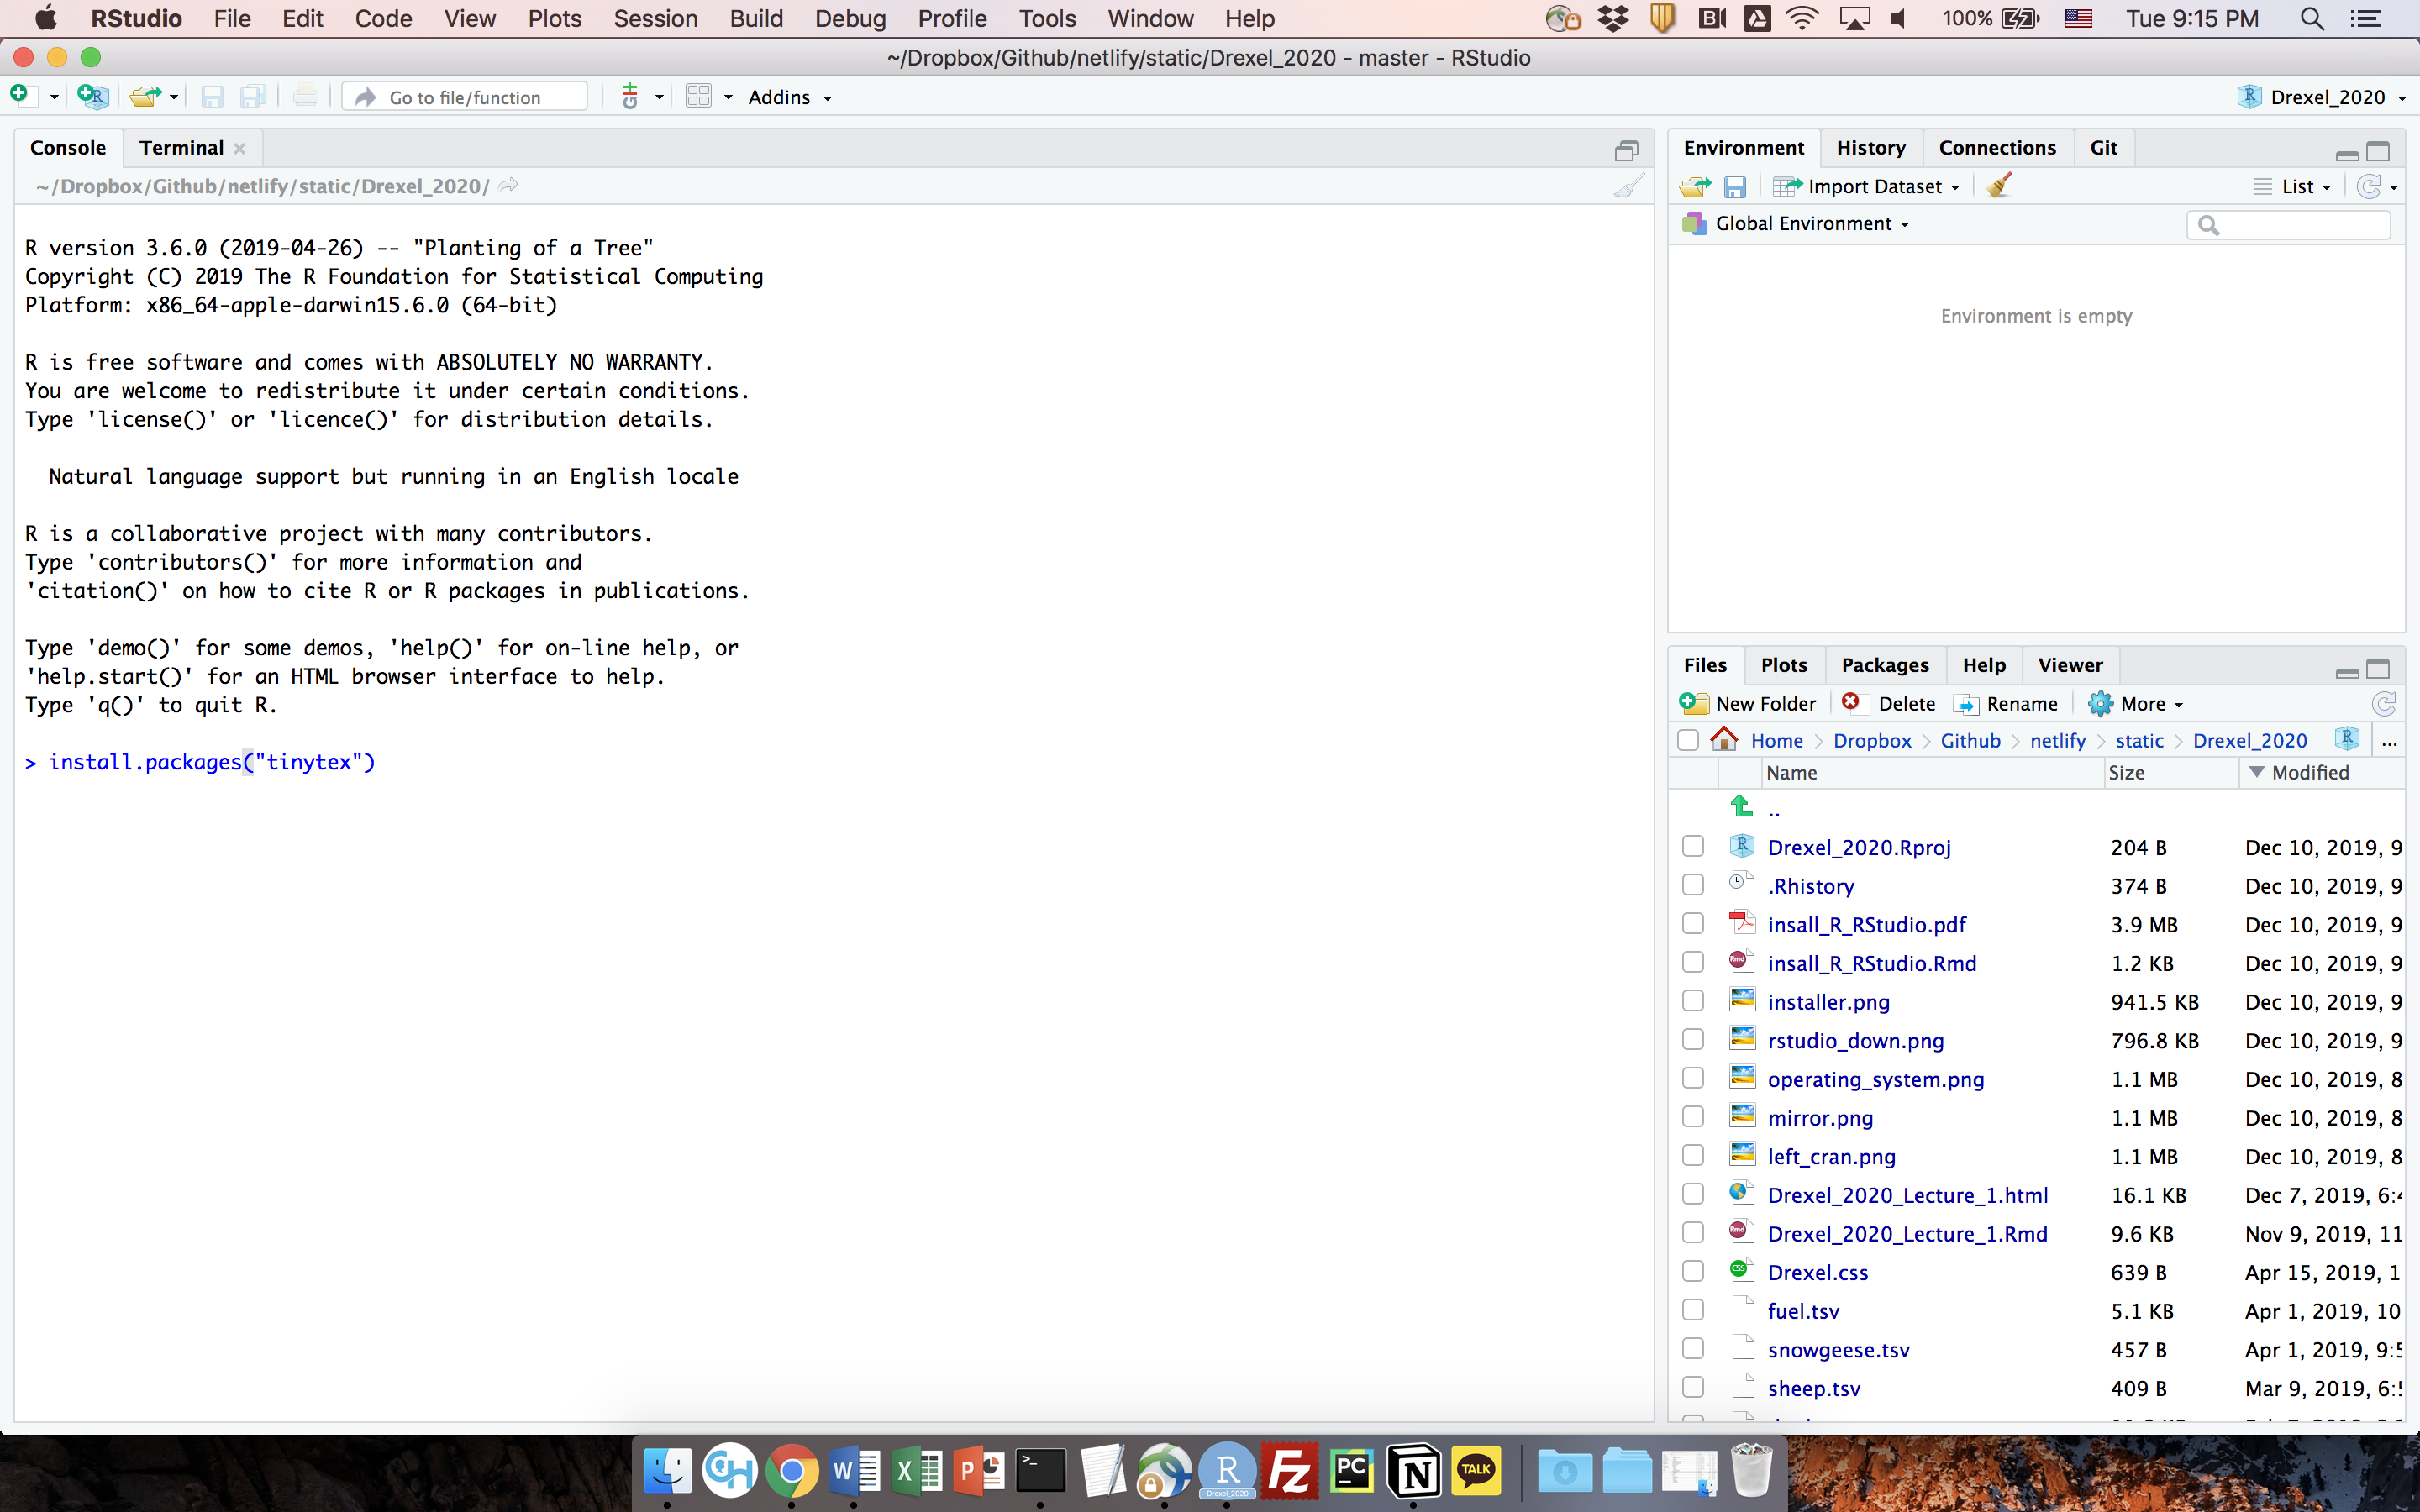 RStudio File Edit Code View Plots Session Build Debug Profile Tools Window Help 100% Tue 9:15 PM
~/Dropbox/Github/netlify/static/Drexel_2020 - master - RStudio
Go to file/function Addins Drexel_2020
Console Terminal
~/Dropbox/Github/netlify/static/Drexel_2020/
R version 3.6.0 (2019-04-26) -- "Planting of a Tree"
Copyright (C) 2019 The R Foundation for Statistical Computing
Platform: x86_64-apple-darwin15.6.0 (64-bit)
R is free software and comes with ABSOLUTELY NO WARRANTY.
You are welcome to redistribute it under certain conditions.
Type 'license()' or 'licence()' for distribution details.
Natural language support but running in an English locale
R is a collaborative project with many contributors.
Type 'contributors()' for more information and
'citation()' on how to cite R or R packages in publications.
Type 'demo()' for some demos, 'help()' for on-line help, or
'help.start()' for an HTML browser interface to help.
Type 'q()' to quit R.
> install.packages("tinytex")
Environment History Connections Git
Import Dataset List
Global Environment
Environment is empty
Files Plots Packages Help Viewer
New Folder Delete Rename More
Home Dropbox Github netlify static Drexel_2020 ...
Name Size Modified
..
Drexel_2020.Rproj 204 B Dec 10, 2019, 9
.Rhistory 374 B Dec 10, 2019, 9
insall_R_RStudio.pdf 3.9 MB Dec 10, 2019, 9
insall_R_RStudio.Rmd 1.2 KB Dec 10, 2019, 9
installer.png 941.5 KB Dec 10, 2019, 9
rstudio_down.png 796.8 KB Dec 10, 2019, 9
operating_system.png 1.1 MB Dec 10, 2019, 8
mirror.png 1.1 MB Dec 10, 2019, 8
left_cran.png 1.1 MB Dec 10, 2019, 8
Drexel_2020_Lecture_1.html 16.1 KB Dec 7, 2019, 6:
Drexel_2020_Lecture_1.Rmd 9.6 KB Nov 9, 2019, 11
Drexel.css 639 B Apr 15, 2019, 1
fuel.tsv 5.1 KB Apr 1, 2019, 10
snowgeese.tsv 457 B Apr 1, 2019, 9:
sheep.tsv 409 B Mar 9, 2019, 6:
W X P >_ R Drexel_2020 Fz PC N TALK